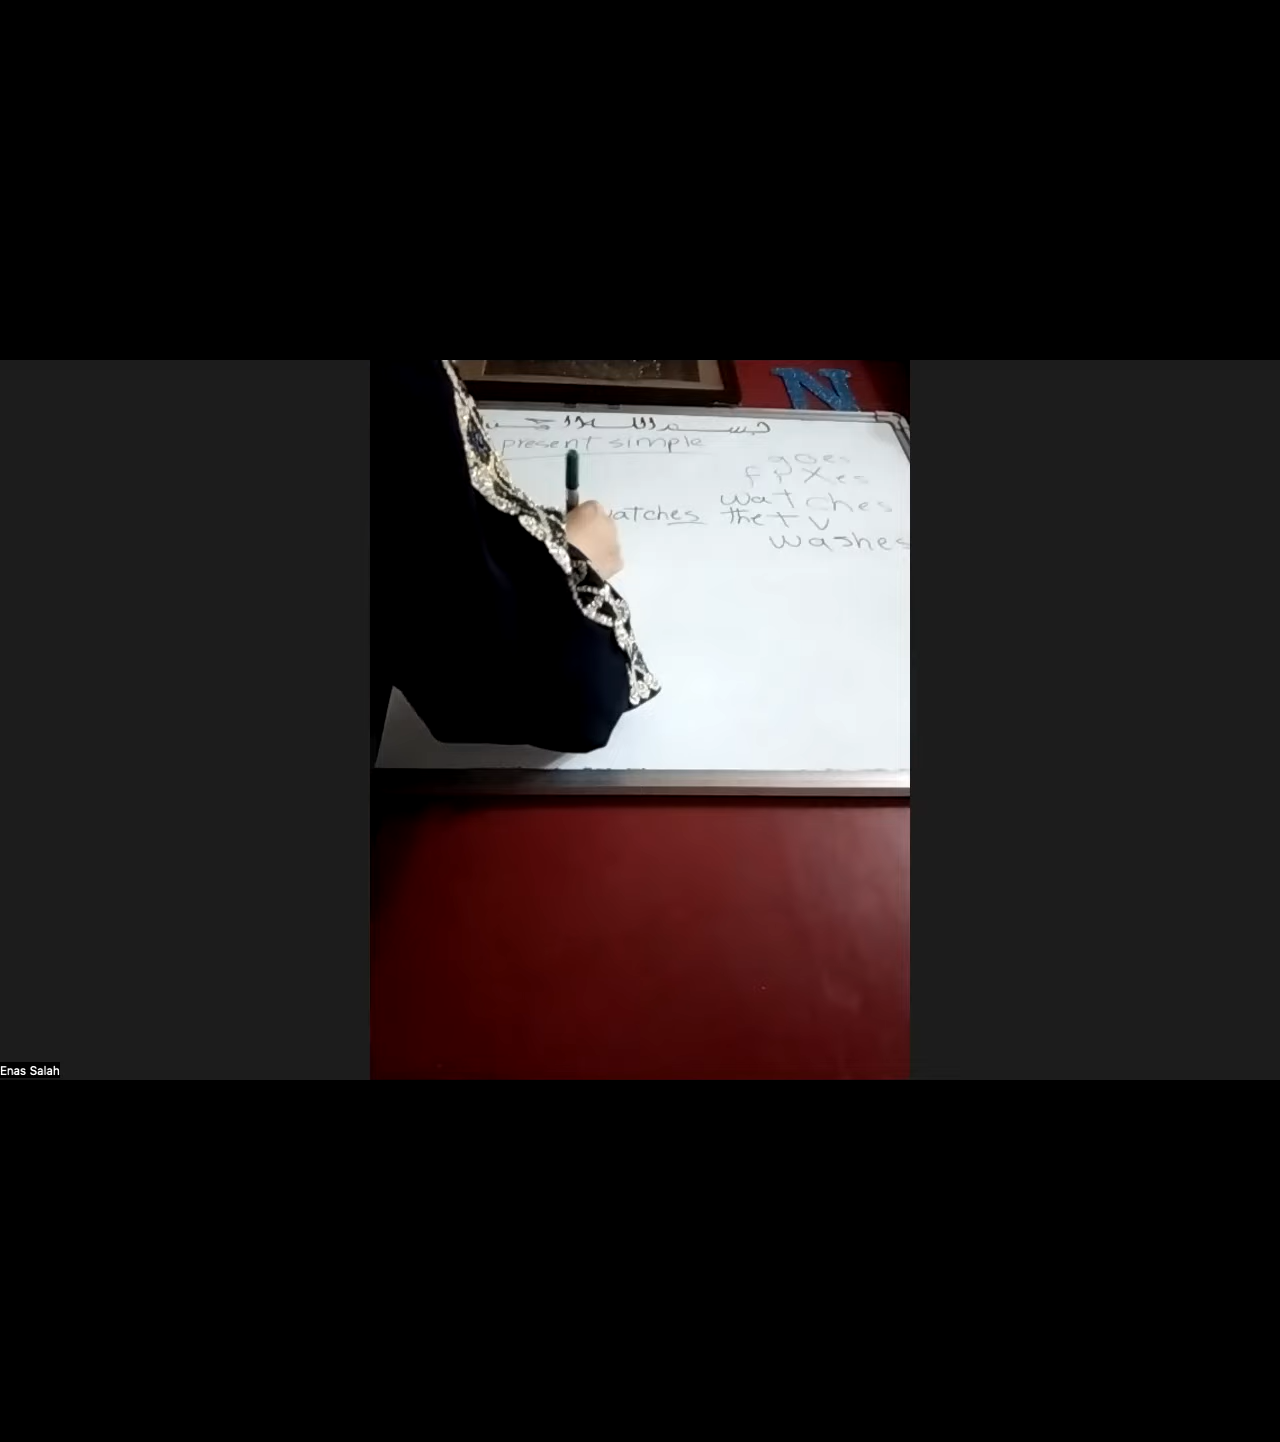 N
present simple
goes
fixes
watches
watches the tv
washes
Enas Salah